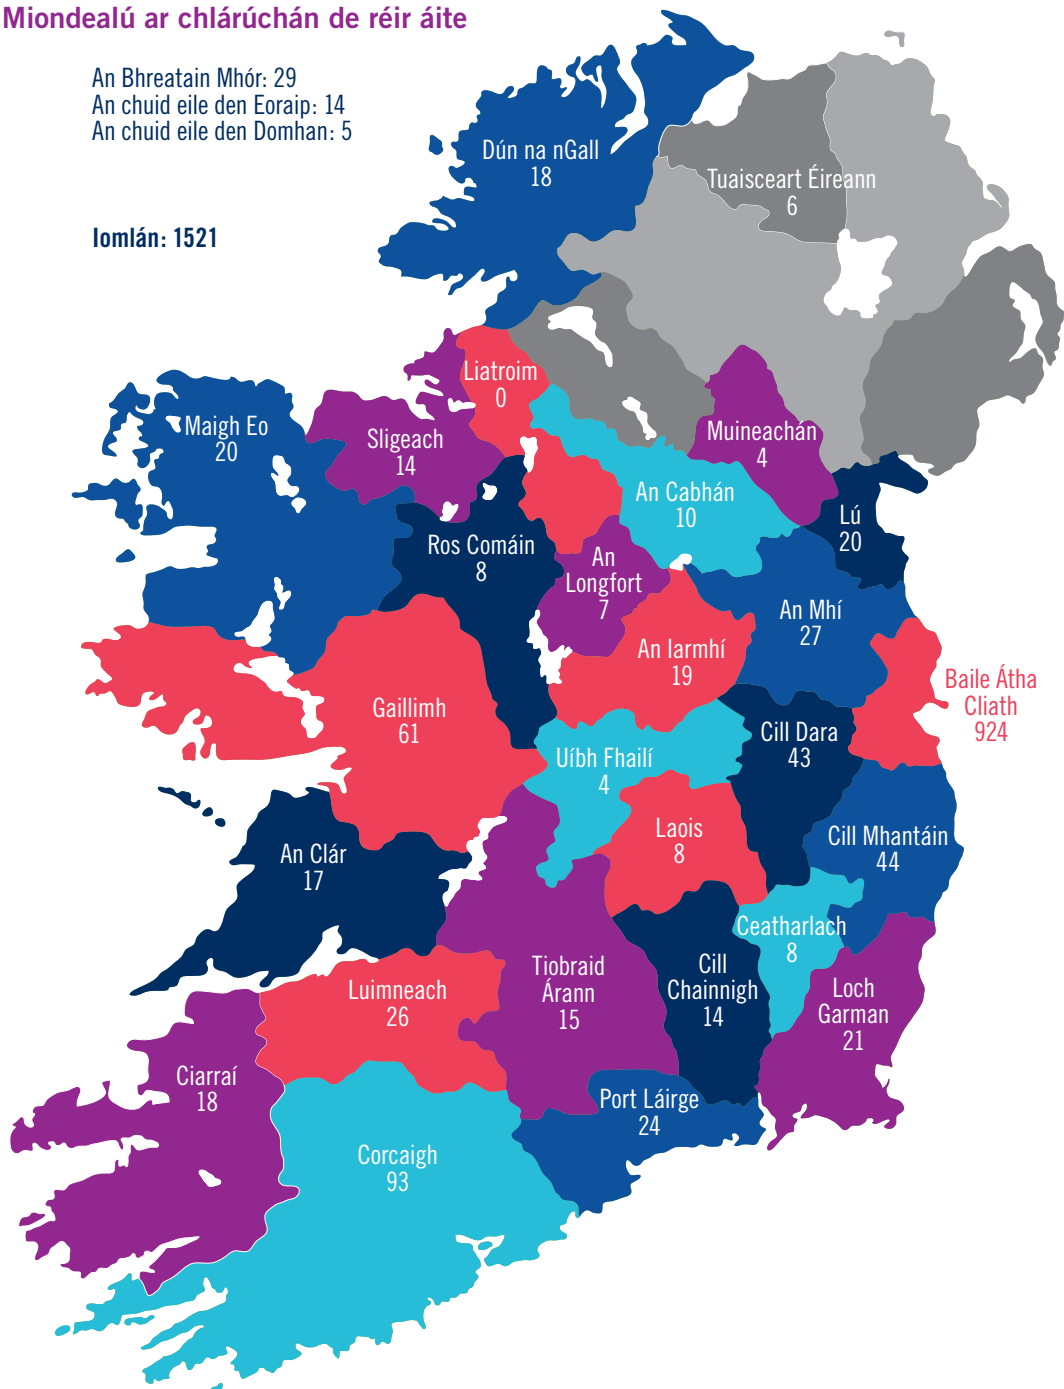 Miondealú ar chlárúchán de réir áite
An Bhreatain Mhór: 29
An chuid eile den Eoraip: 14
An chuid eile den Domhan: 5
Iomlán: 1521
Dún na nGall
18
Tuaisceart Éireann
6
Liatroim
0
Maigh Eo
20
Sligeach
14
Muineachán
4
An Cabhán
10
Lú
20
Ros Comáin
8
An
Longfort
7
An Mhí
27
An Iarmhí
19
Baile Átha
Cliath
924
Gaillimh
61
Cill Dara
43
Uíbh Fhailí
4
Laois
8
Cill Mhantáin
44
An Clár
17
Ceatharlach
8
Tiobraid
Árann
15
Cill
Chainnigh
14
Luimneach
26
Loch
Garman
21
Ciarraí
18
Port Láirge
24
Corcaigh
93